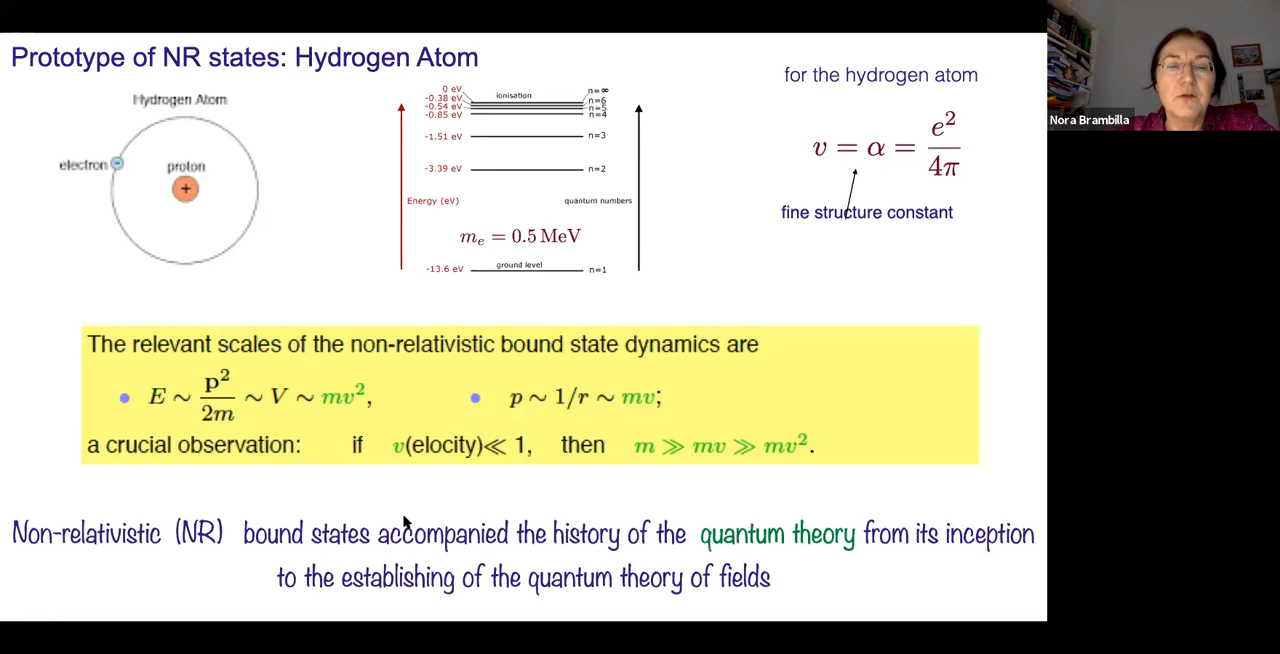 Prototype of NR states: Hydrogen Atom
Hydrogen Atom
electron
proton
+
0 eV
-0.38 eV
-0.54 eV
-0.85 eV
-1.51 eV
-3.39 eV
-13.6 eV
ionisation
n=∞
n=6
n=5
n=4
n=3
n=2
n=1
Energy (eV)
quantum numbers
mₑ = 0.5 MeV
ground level
for the hydrogen atom
v = α = e²/4π
fine structure constant
Nora Brambilla
The relevant scales of the non-relativistic bound state dynamics are
• E ∼ p²/2m ∼ V ∼ mv², • p ∼ 1/r ∼ mv;
a crucial observation: if v(elocity)≪ 1, then m ≫ mv ≫ mv².
Non-relativistic (NR) bound states accompanied the history of the quantum theory from its inception
to the establishing of the quantum theory of fields